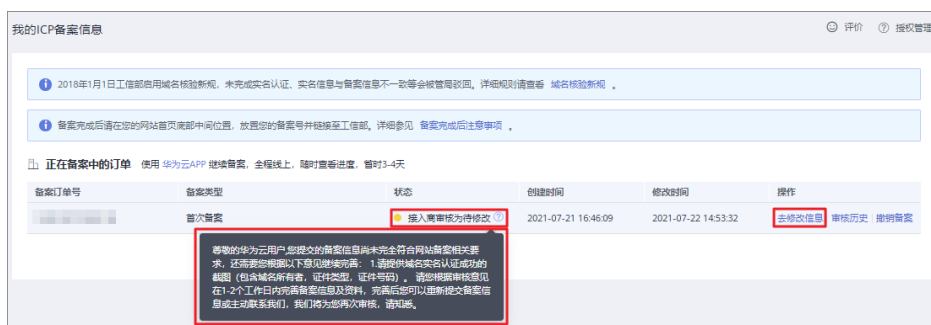 我的ICP备案信息
评价
授权管理
2018年1月1日工信部启用域名核验新规，未完成实名认证、实名信息与备案信息不一致等会被管局驳回。详细规则请查看 域名核验新规 。
备案完成后请在您的网站首页底部中间位置，放置您的备案号并链接至工信部。详细参见 备案完成后注意事项 。
正在备案中的订单 使用 华为云APP 继续备案，全程线上，随时查看进度，暂时3-4天
备案订单号 备案类型 状态 创建时间 修改时间 操作
首次备案 接入商审核为待修改 2021-07-21 16:46:09 2021-07-22 14:53:32 去修改信息 审核历史 撤销备案
尊敬的华为云用户,您提交的备案信息尚未完全符合网站备案相关要
求，还需要您根据以下意见继续完善： 1.请提供域名实名认证成功的
截图（包含域名所有者，证件类型，证件号码）。请您根据审核意见
在1-2个工作日内完善备案信息及资料，完善后您可以重新提交备案信
息或主动联系我们，我们将为您再次审核，请知悉。